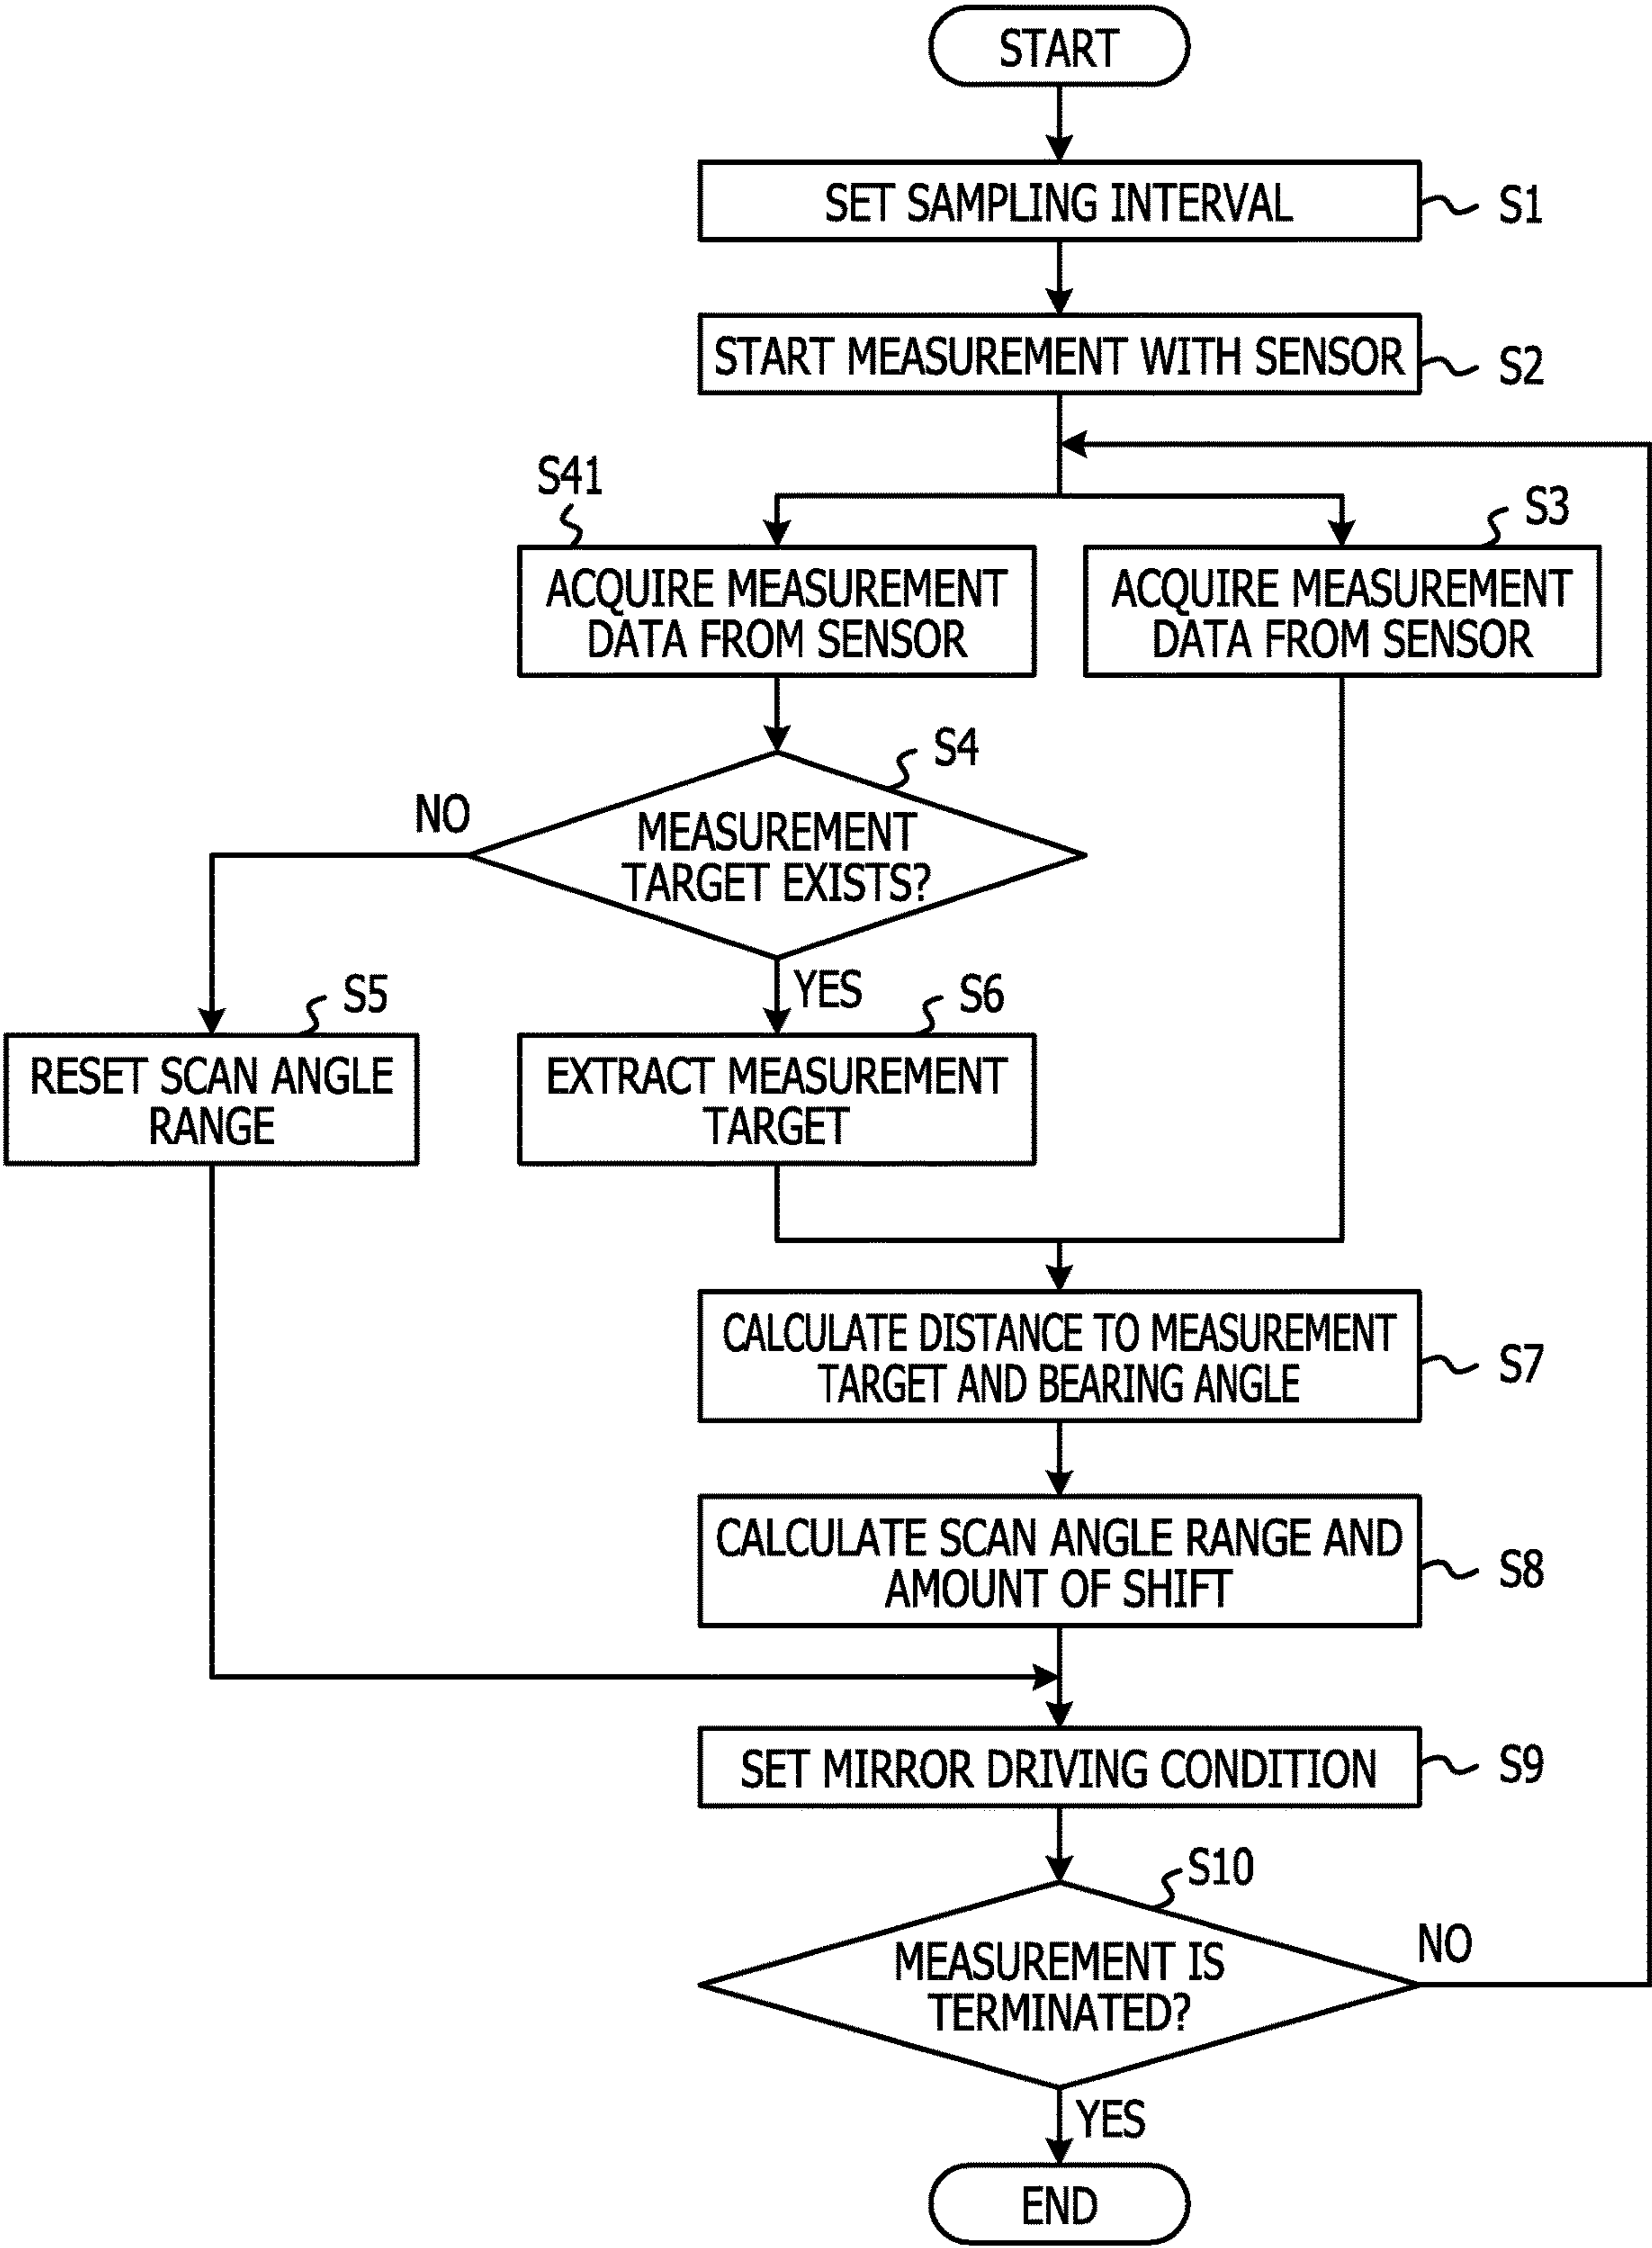 START
SET SAMPLING INTERVAL
S1
START MEASUREMENT WITH SENSOR
S2
S41
ACQUIRE MEASUREMENT
DATA FROM SENSOR
S3
ACQUIRE MEASUREMENT
DATA FROM SENSOR
S4
MEASUREMENT
TARGET EXISTS?
NO
YES
S5
RESET SCAN ANGLE
RANGE
S6
EXTRACT MEASUREMENT
TARGET
CALCULATE DISTANCE TO MEASUREMENT
TARGET AND BEARING ANGLE
S7
CALCULATE SCAN ANGLE RANGE AND
AMOUNT OF SHIFT
S8
SET MIRROR DRIVING CONDITION
S9
S10
MEASUREMENT IS
TERMINATED?
NO
YES
END